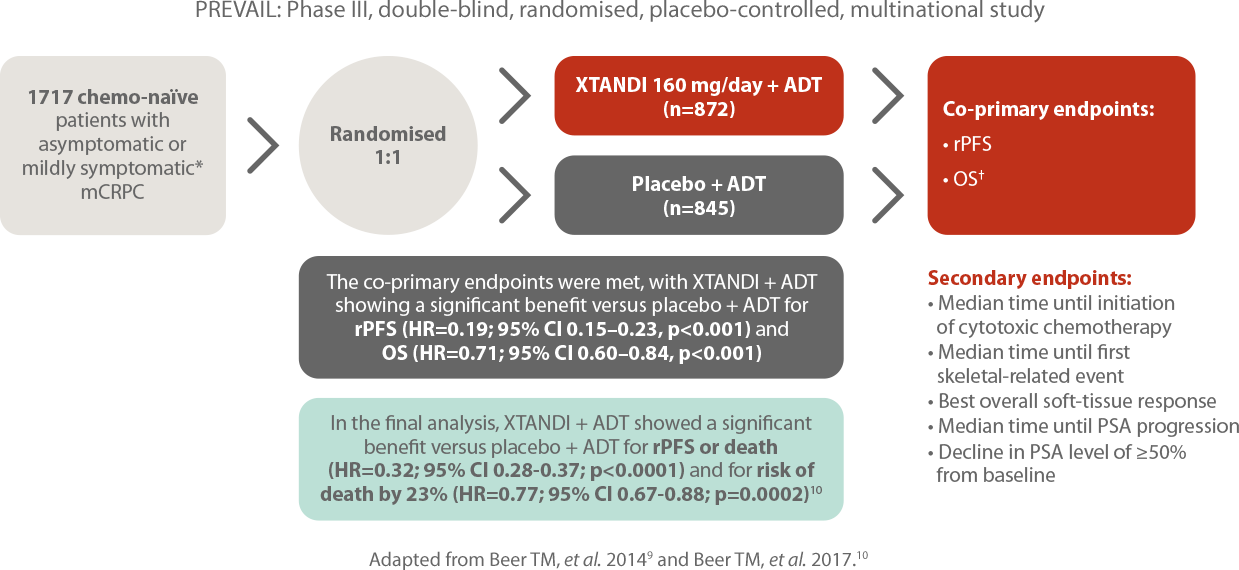 PREVAIL: Phase III, double-blind, randomised, placebo-controlled, multinational study
1717 chemo-naïve
patients with
asymptomatic or
mildly symptomatic*
mCRPC
Randomised
1:1
XTANDI 160 mg/day + ADT
(n=872)
Placebo + ADT
(n=845)
Co-primary endpoints:
• rPFS
• OS†
The co-primary endpoints were met, with XTANDI + ADT
showing a significant benefit versus placebo + ADT for
rPFS (HR=0.19; 95% CI 0.15–0.23, p<0.001) and
OS (HR=0.71; 95% CI 0.60–0.84, p<0.001)
In the final analysis, XTANDI + ADT showed a significant
benefit versus placebo + ADT for rPFS or death
(HR=0.32; 95% CI 0.28-0.37; p<0.0001) and for risk of
death by 23% (HR=0.77; 95% CI 0.67-0.88; p=0.0002)¹⁰
Secondary endpoints:
• Median time until initiation
of cytotoxic chemotherapy
• Median time until first
skeletal-related event
• Best overall soft-tissue response
• Median time until PSA progression
• Decline in PSA level of ≥50%
from baseline
Adapted from Beer TM, et al. 2014⁹ and Beer TM, et al. 2017.¹⁰